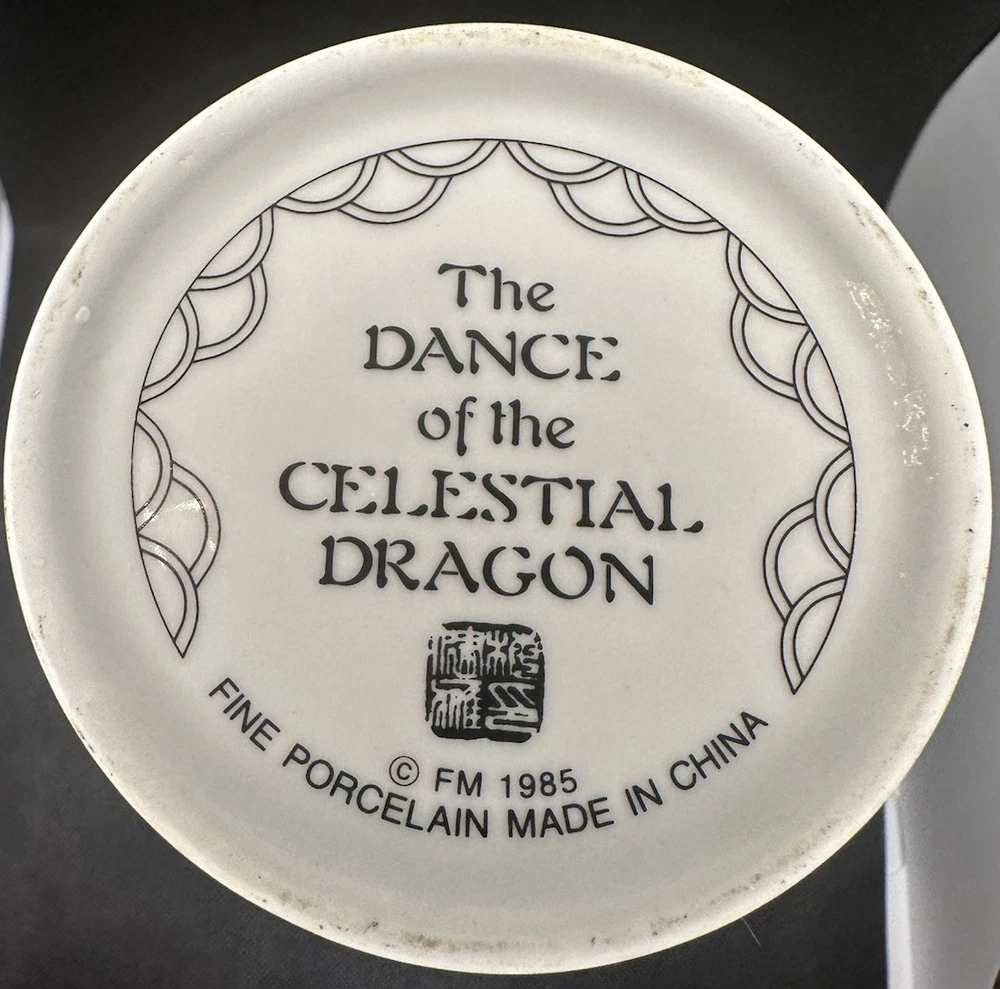 The
DANCE
of the
CELESTIAL
DRAGON
© FM 1985
FINE PORCELAIN MADE IN CHINA